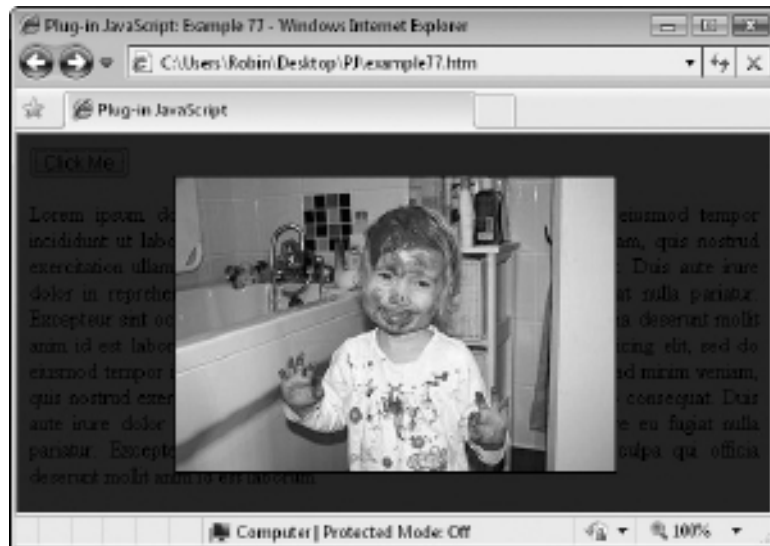 Plug-in JavaScript: Example 77 - Windows Internet Explorer
C:\Users\Robin\Desktop\PJ\example77.htm
Plug-in JavaScript
Click Me
Lorem ipsum do eiusmod tempor
incididunt ut labo am, quis nostrud
exercitation ullam Duis aute irure
dolor in reprehe at nulla pariatur.
Excepteur sint oc a deserunt mollit
anim id est labor cing elit, sed do
eiusmod tempor ad minim veniam,
quis nostrud exer consequat. Duis
aute irure dolor re eu fugiat nulla
pariatur. Excepte culpa qui officia
deserunt mollit anim id est laborum.
Computer | Protected Mode: Off
100%